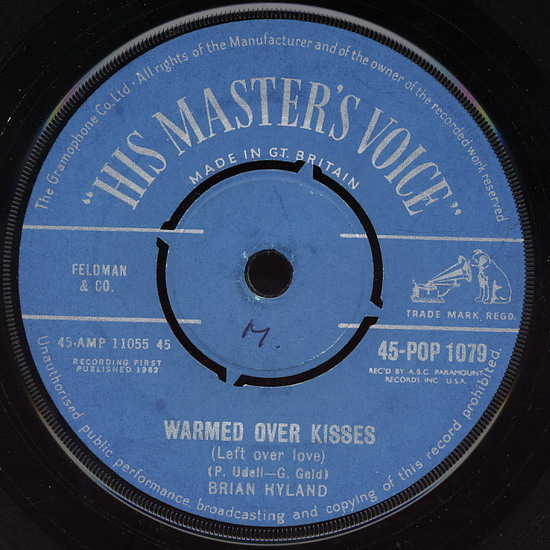 The Gramophone Co. Ltd · All rights of the Manufacturer and of the owner of the recorded work reserved
"HIS MASTER'S VOICE"
MADE IN GT. BRITAIN
FELDMAN
& CO.
TRADE MARK REGD.
45-AMP 11055 45
RECORDING FIRST
PUBLISHED 1962
M.
45-POP 1079
REC'D BY A.B.C. PARAMOUNT
RECORDS INC. U.S.A.
WARMED OVER KISSES
(Left over love)
(P. Udell—G. Geld)
BRIAN HYLAND
Unauthorised public performance, broadcasting and copying of this record prohibited.